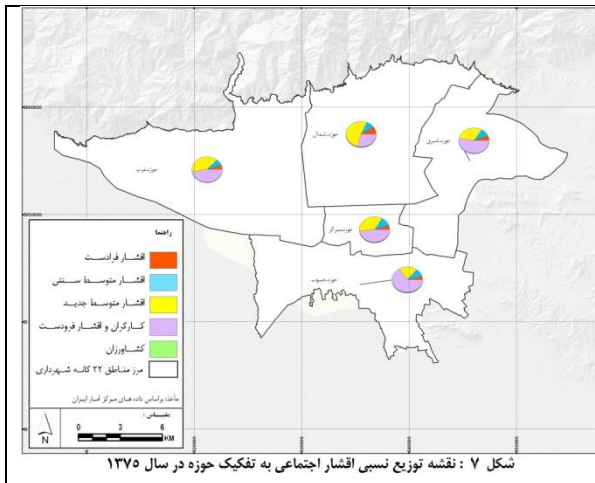 حوزه شمال
حوزه شرق
حوزه غرب
حوزه مرکز
حوزه جنوب
راهنما
اقشار فرادست
اقشار متوسط سنتی
اقشار متوسط جدید
کارگران و اقشار فرودست
کشاورزان
مرز مناطق ۲۲ گانه شهرداری
مأخذ: براساس داده های مرکز آمار ایران
مقیاس:
0 3 6
KM
N
شکل ۷ : نقشه توزیع نسبی اقشار اجتماعی به تفکیک حوزه در سال ۱۳۷۵